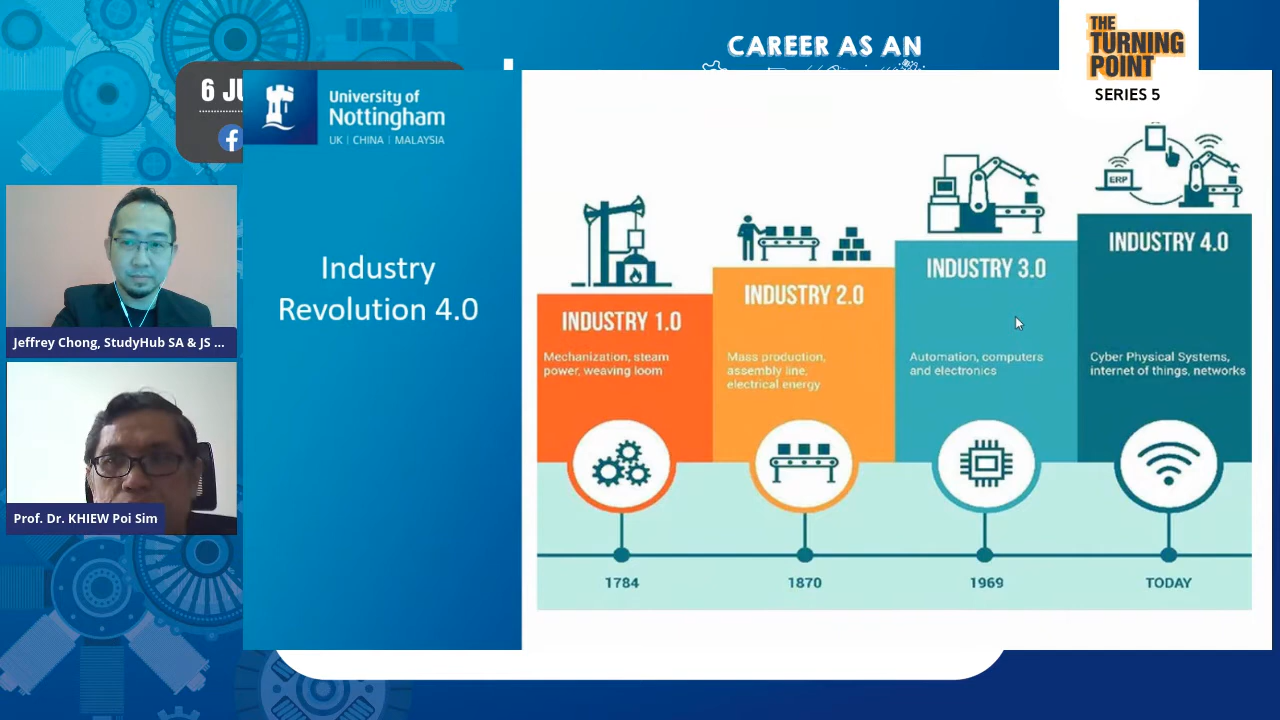 CAREER AS AN
THE
TURNING
POINT
SERIES 5
6 JU
University of
Nottingham
UK | CHINA | MALAYSIA
Industry
Revolution 4.0
ERP
INDUSTRY 1.0
Mechanization, steam
power, weaving loom
INDUSTRY 2.0
Mass production,
assembly line,
electrical energy
INDUSTRY 3.0
Automation, computers
and electronics
INDUSTRY 4.0
Cyber Physical Systems,
internet of things, networks
1784
1870
1969
TODAY
Jeffrey Chong, StudyHub SA & JS ...
Prof. Dr. KHIEW Poi Sim